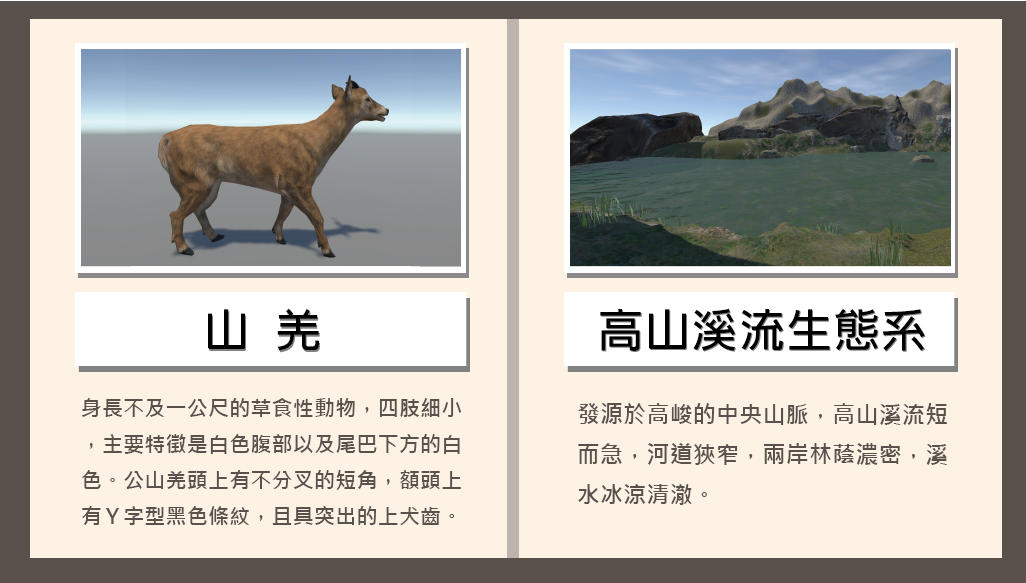 山 羌
身長不及一公尺的草食性動物，四肢細小
，主要特徵是白色腹部以及尾巴下方的白
色。公山羌頭上有不分叉的短角，額頭上
有Ｙ字型黑色條紋，且具突出的上犬齒。
高山溪流生態系
發源於高峻的中央山脈，高山溪流短
而急，河道狹窄，兩岸林蔭濃密，溪
水冰涼清澈。